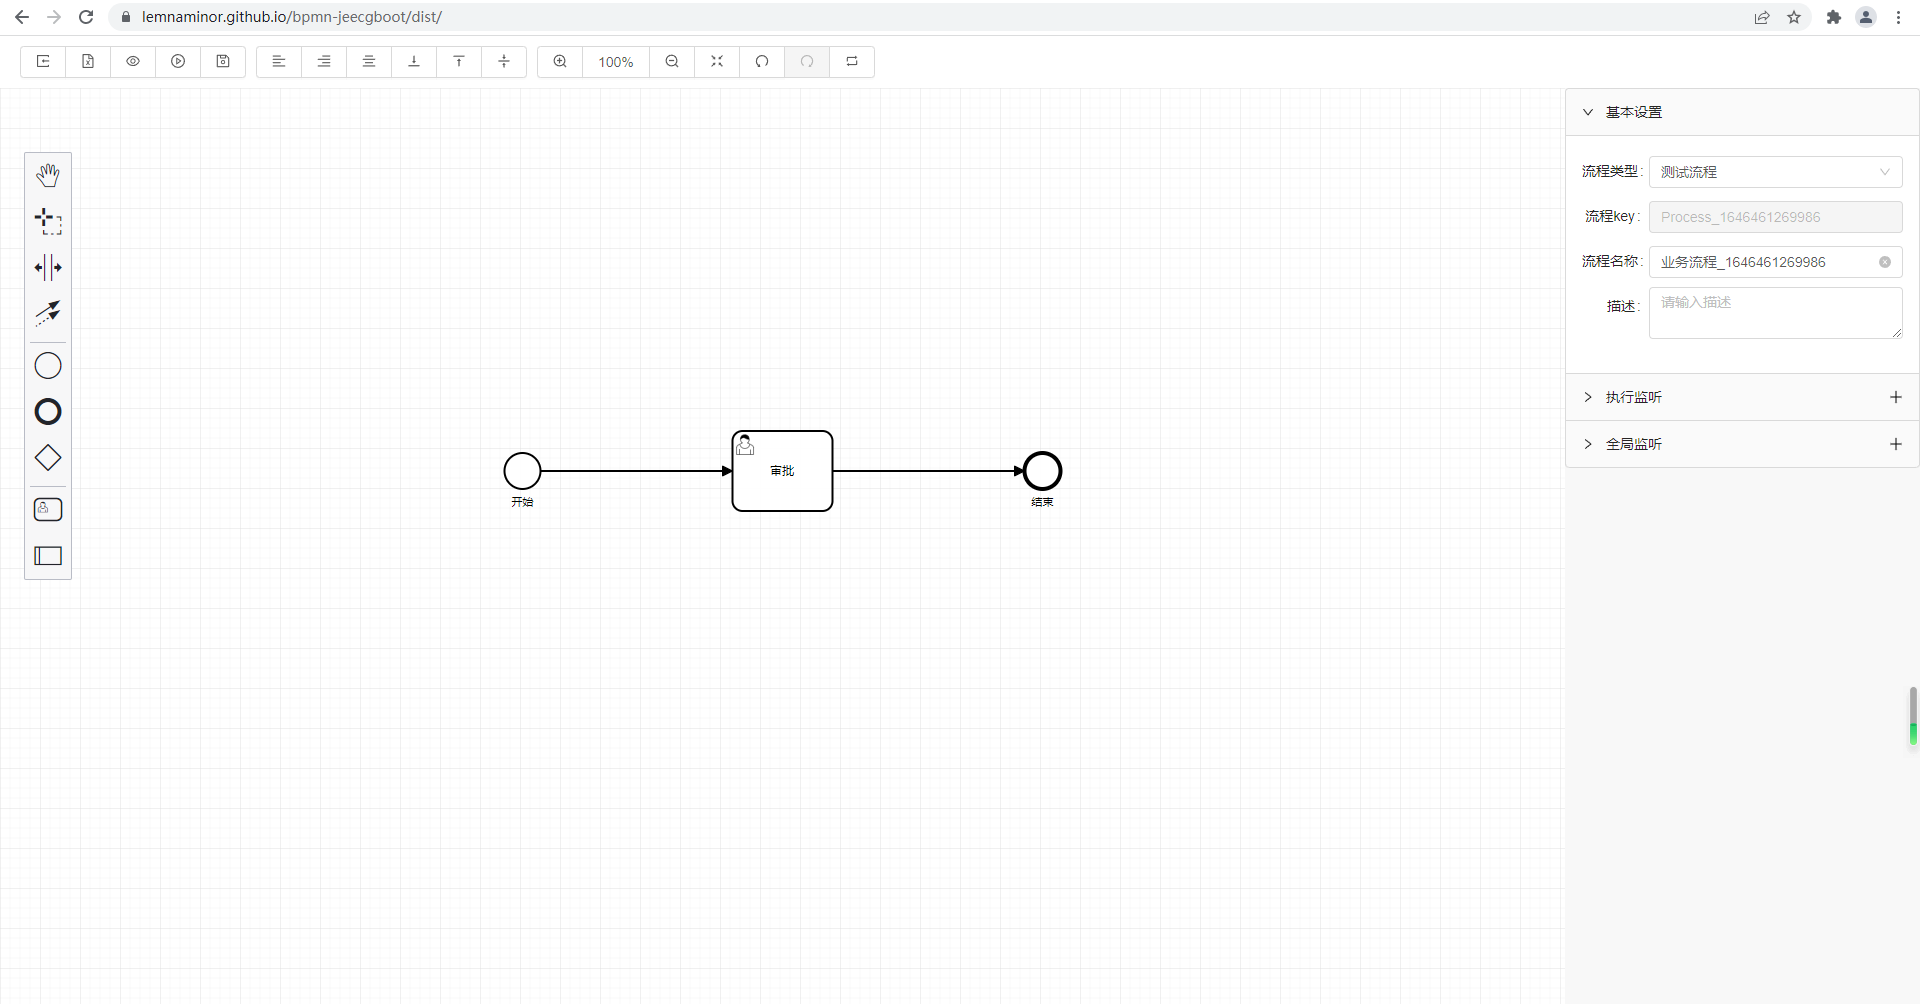 lemnaminor.github.io/bpmn-jeecgboot/dist/
100%
基本设置
流程类型: 测试流程
流程key: Process_1646461269986
流程名称: 业务流程_1646461269986
描述: 请输入描述
执行监听
全局监听
审批
开始
结束